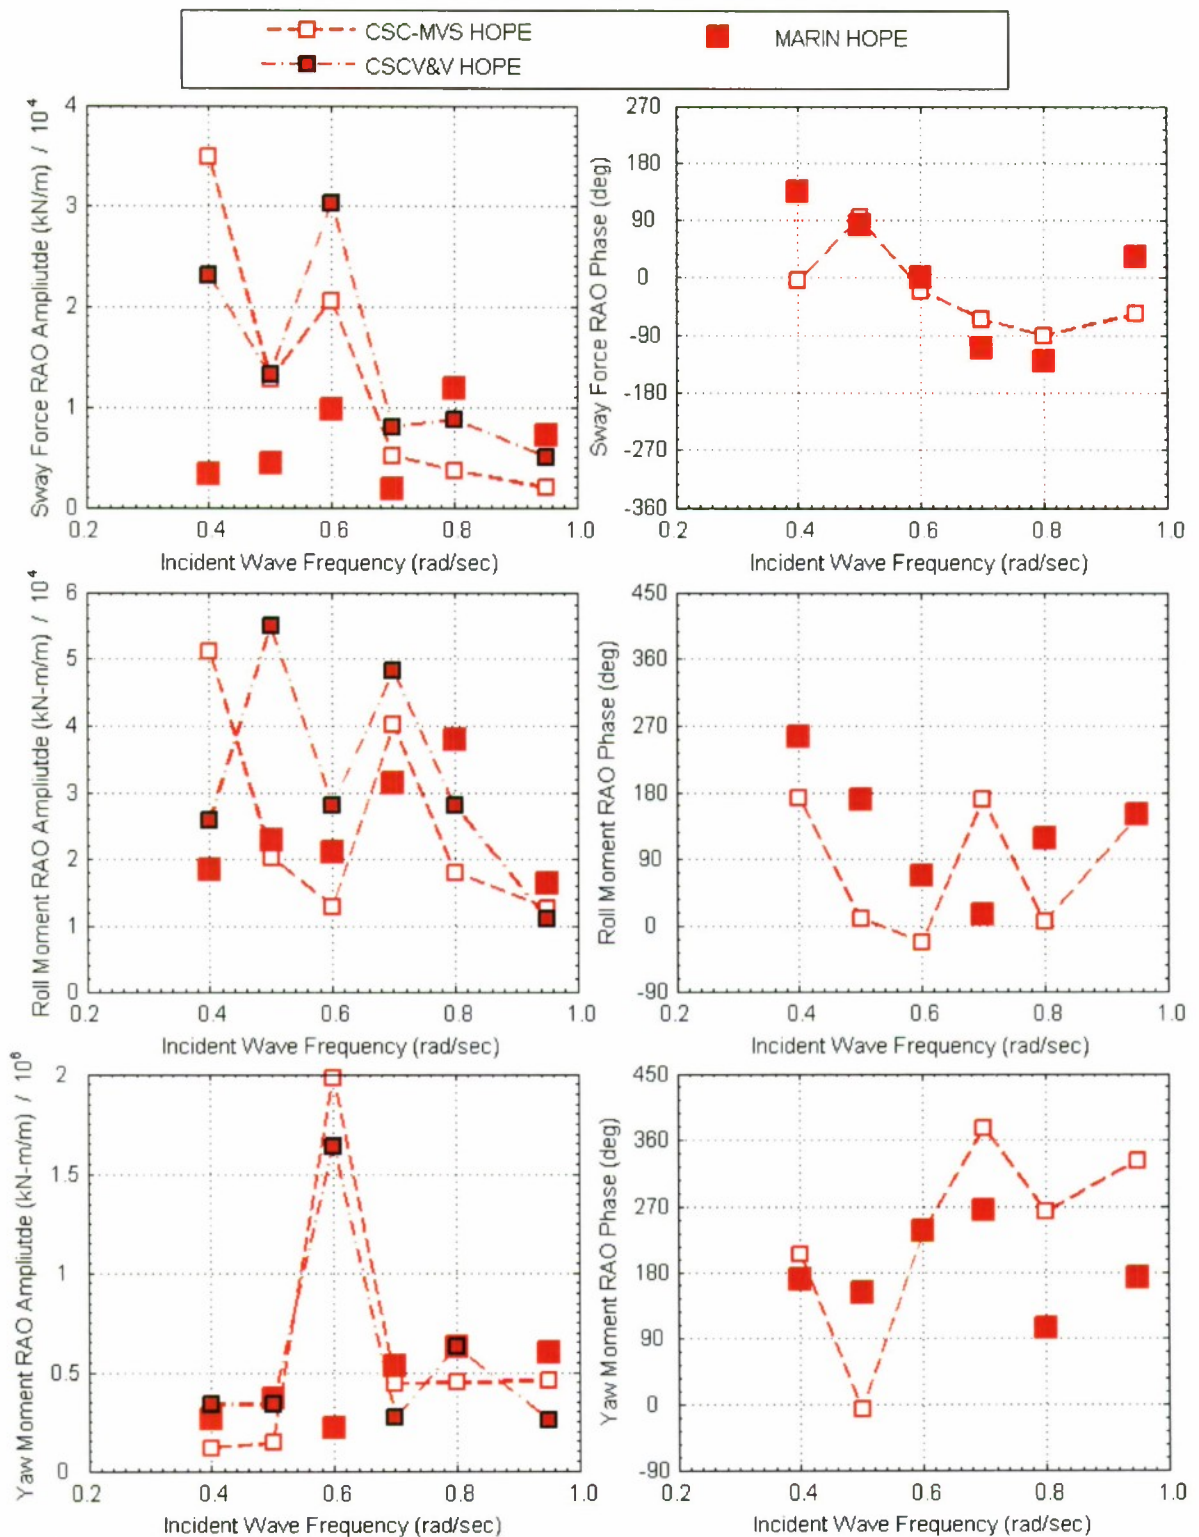 CSC-MVS HOPE
MARIN HOPE
CSCV&V HOPE
Sway Force RAO Ampliutde (kN/m) / 10⁴
4
3
2
1
0
0.2 0.4 0.6 0.8 1.0
Incident Wave Frequency (rad/sec)
Sway Force RAO Phase (deg)
270
180
90
0
-90
-180
-270
-360
0.2 0.4 0.6 0.8 1.0
Incident Wave Frequency (rad/sec)
Roll Moment RAO Ampliutde (kN-m/m) / 10⁴
6
5
4
3
2
1
0
0.2 0.4 0.6 0.8 1.0
Incident Wave Frequency (rad/sec)
Roll Moment RAO Phase (deg)
450
360
270
180
90
0
-90
0.2 0.4 0.6 0.8 1.0
Incident Wave Frequency (rad/sec)
Yaw Moment RAO Ampliutde (kN-m/m) / 10⁶
2
1.5
1
0.5
0
0.2 0.4 0.6 0.8 1.0
Incident Wave Frequency (rad/sec)
Yaw Moment RAO Phase (deg)
450
360
270
180
90
0
-90
0.2 0.4 0.6 0.8 1.0
Incident Wave Frequency (rad/sec)